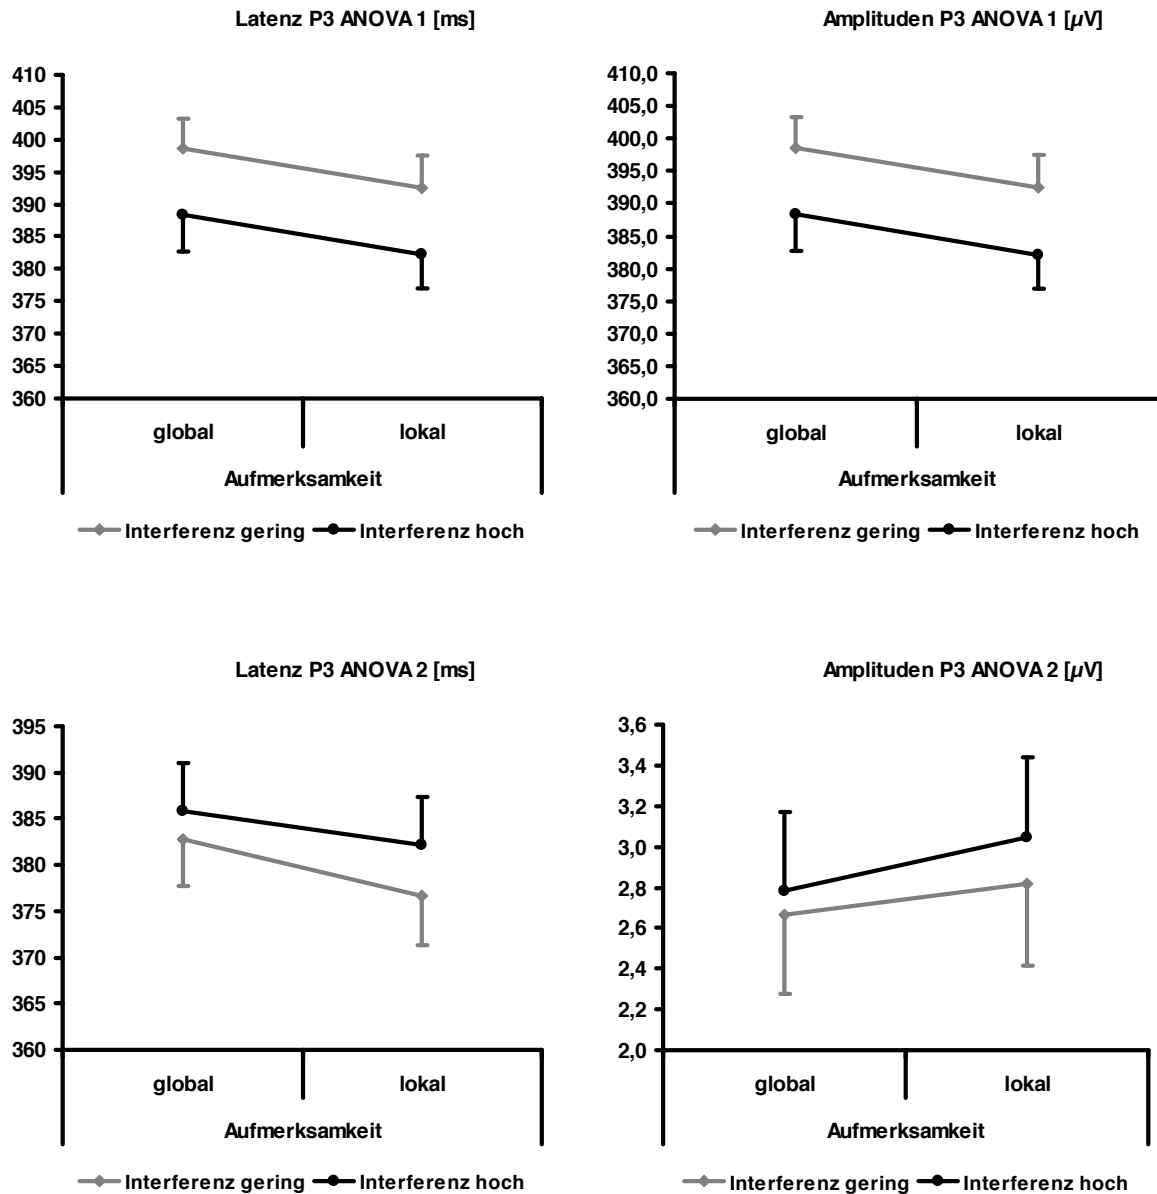 Latenz P3 ANOVA 1 [ms]
410
405
400
395
390
385
380
375
370
365
360
global lokal
Aufmerksamkeit
Interferenz gering Interferenz hoch
Amplituden P3 ANOVA 1 [µV]
410,0
405,0
400,0
395,0
390,0
385,0
380,0
375,0
370,0
365,0
360,0
global lokal
Aufmerksamkeit
Interferenz gering Interferenz hoch
Latenz P3 ANOVA 2 [ms]
395
390
385
380
375
370
365
360
global lokal
Aufmerksamkeit
Interferenz gering Interferenz hoch
Amplituden P3 ANOVA 2 [µV]
3,6
3,4
3,2
3,0
2,8
2,6
2,4
2,2
2,0
global lokal
Aufmerksamkeit
Interferenz gering Interferenz hoch